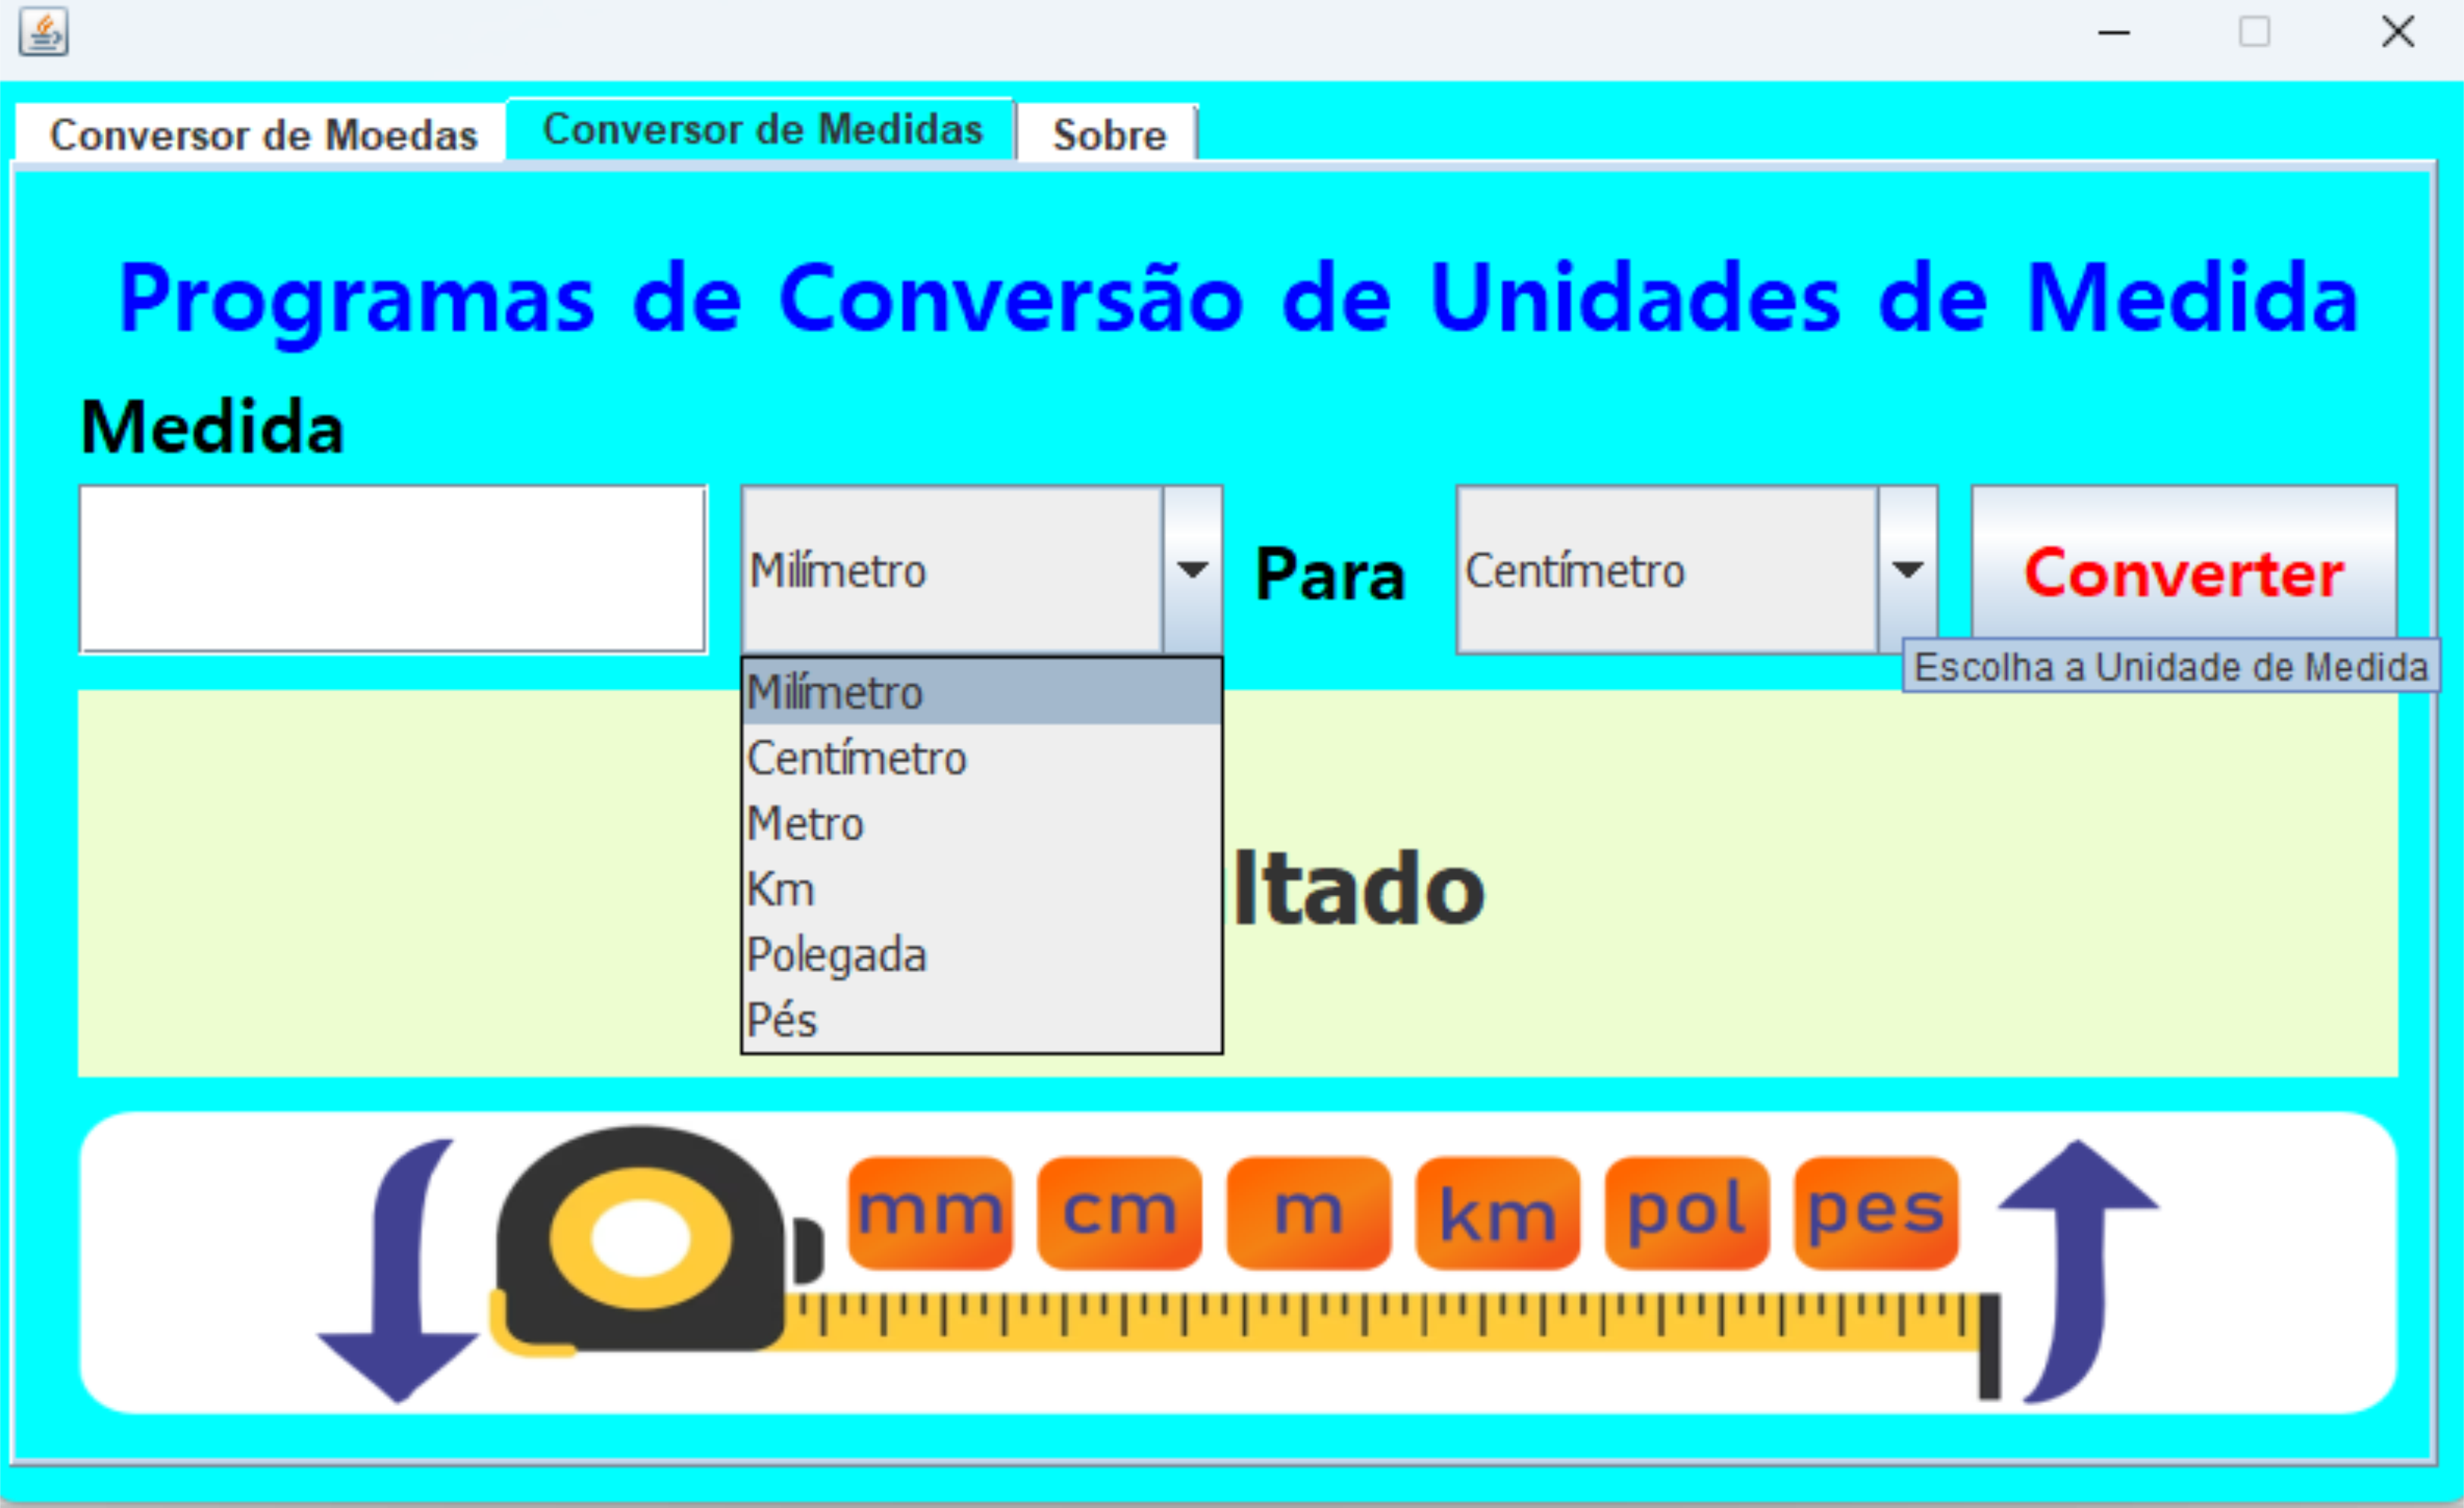 Conversor de Moedas Conversor de Medidas Sobre
Programas de Conversão de Unidades de Medida
Medida
Milímetro Para Centímetro Converter
Escolha a Unidade de Medida
Milímetro
Centímetro
Metro
Km
Polegada
Pés
ltado
mm cm m km pol pes